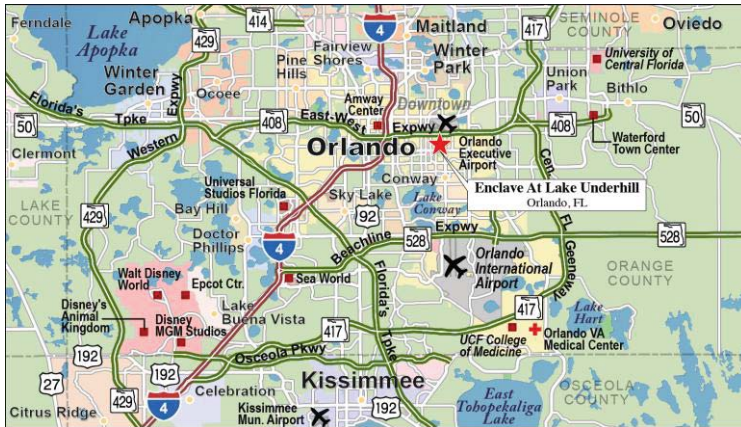 Ferndale
Lake
Apopka
Apopka
429
414
4
Maitland
417
SEMINOLE
COUNTY
Oviedo
Fairview
Shores
Winter
Park
University of
Central Florida
Winter
Garden
Pine
Hills
Ocoee
Expwy
Union
Park
Bithlo
Florida's
Tpke
50
Amway
Center
Downtown
East-West
Expwy
408
408
50
Clermont
Western
Orlando
Orlando
Executive
Airport
Waterford
Town Center
Conway
Cen.
FL
Greeneway
Enclave At Lake Underhill
Orlando, FL
Universal
Studios Florida
Sky Lake
Lake
Conway
LAKE
COUNTY
429
Bay Hill
92
Doctor
Phillips
4
Beachline
528
Expwy
528
Orlando
International
Airport
ORANGE
COUNTY
Walt Disney
World
Epcot Ctr.
Sea World
Disney's
Animal
Kingdom
Disney
MGM Studios
Lake
Buena Vista
Florida's
Tpke
417
417
Lake
Hart
UCF College
of Medicine
Orlando VA
Medical Center
192
Osceola Pkwy
27
192
Kissimmee
OSCEOLA
COUNTY
Citrus Ridge
429
4
Celebration
Kissimmee
Mun. Airport
192
East
Tohopekaliga
Lake